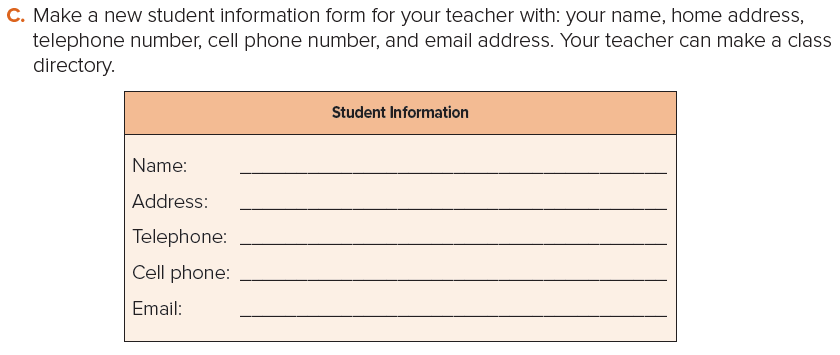 C. Make a new student information form for your teacher with: your name, home address,
telephone number, cell phone number, and email address. Your teacher can make a class
directory.
Student Information
Name:
Address:
Telephone:
Cell phone:
Email: